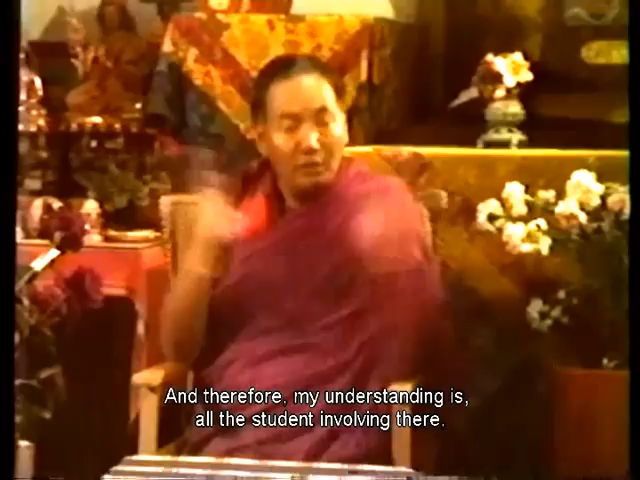 And therefore, my understanding is,
all the student involving there.